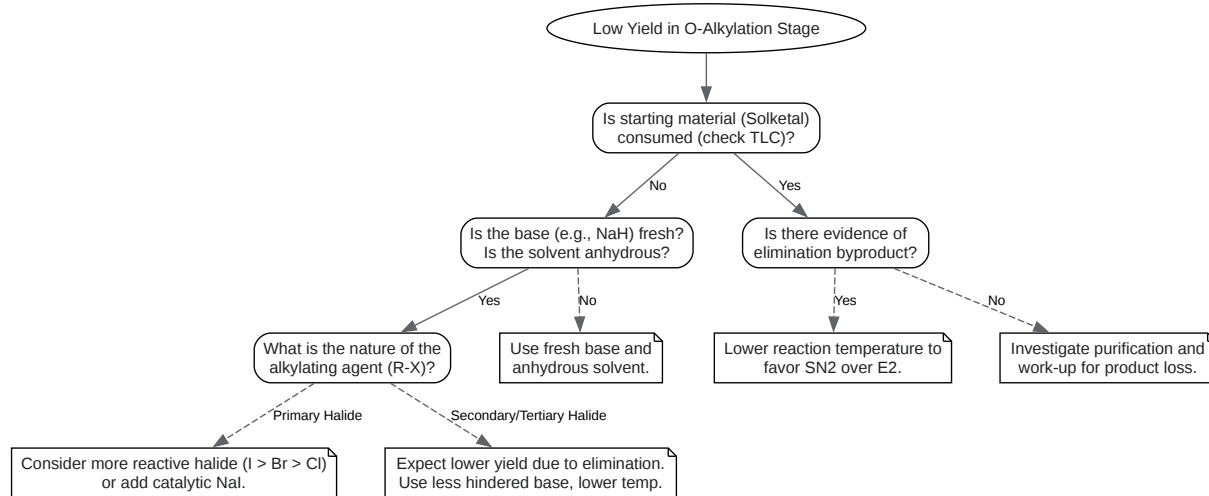 Low Yield in O-Alkylation Stage
Is starting material (Solketal)
consumed (check TLC)?
No
Yes
Is the base (e.g., NaH) fresh?
Is the solvent anhydrous?
Is there evidence of
elimination byproduct?
Yes
No
Yes
No
What is the nature of the
alkylating agent (R-X)?
Use fresh base and
anhydrous solvent.
Lower reaction temperature to
favor SN2 over E2.
Investigate purification and
work-up for product loss.
Primary Halide
Secondary/Tertiary Halide
Consider more reactive halide (I > Br > Cl)
or add catalytic NaI.
Expect lower yield due to elimination.
Use less hindered base, lower temp.